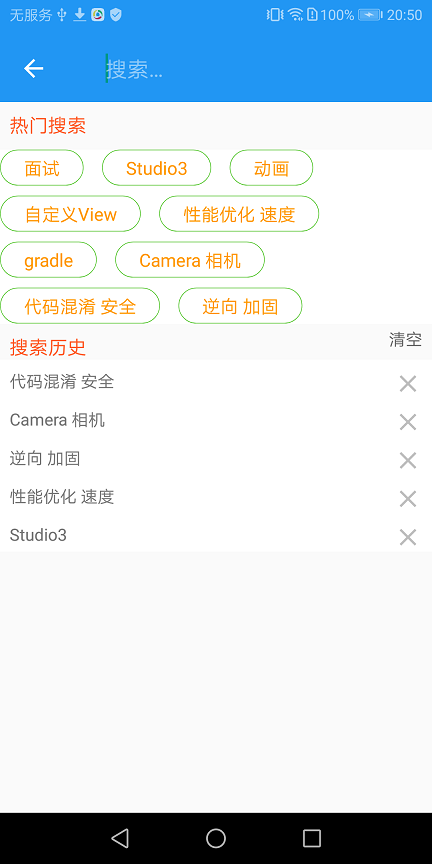 无服务 100% 20:50
搜索...
热门搜索
面试 Studio3 动画
自定义View 性能优化 速度
gradle Camera 相机
代码混淆 安全 逆向 加固
搜索历史 清空
代码混淆 安全
Camera 相机
逆向 加固
性能优化 速度
Studio3